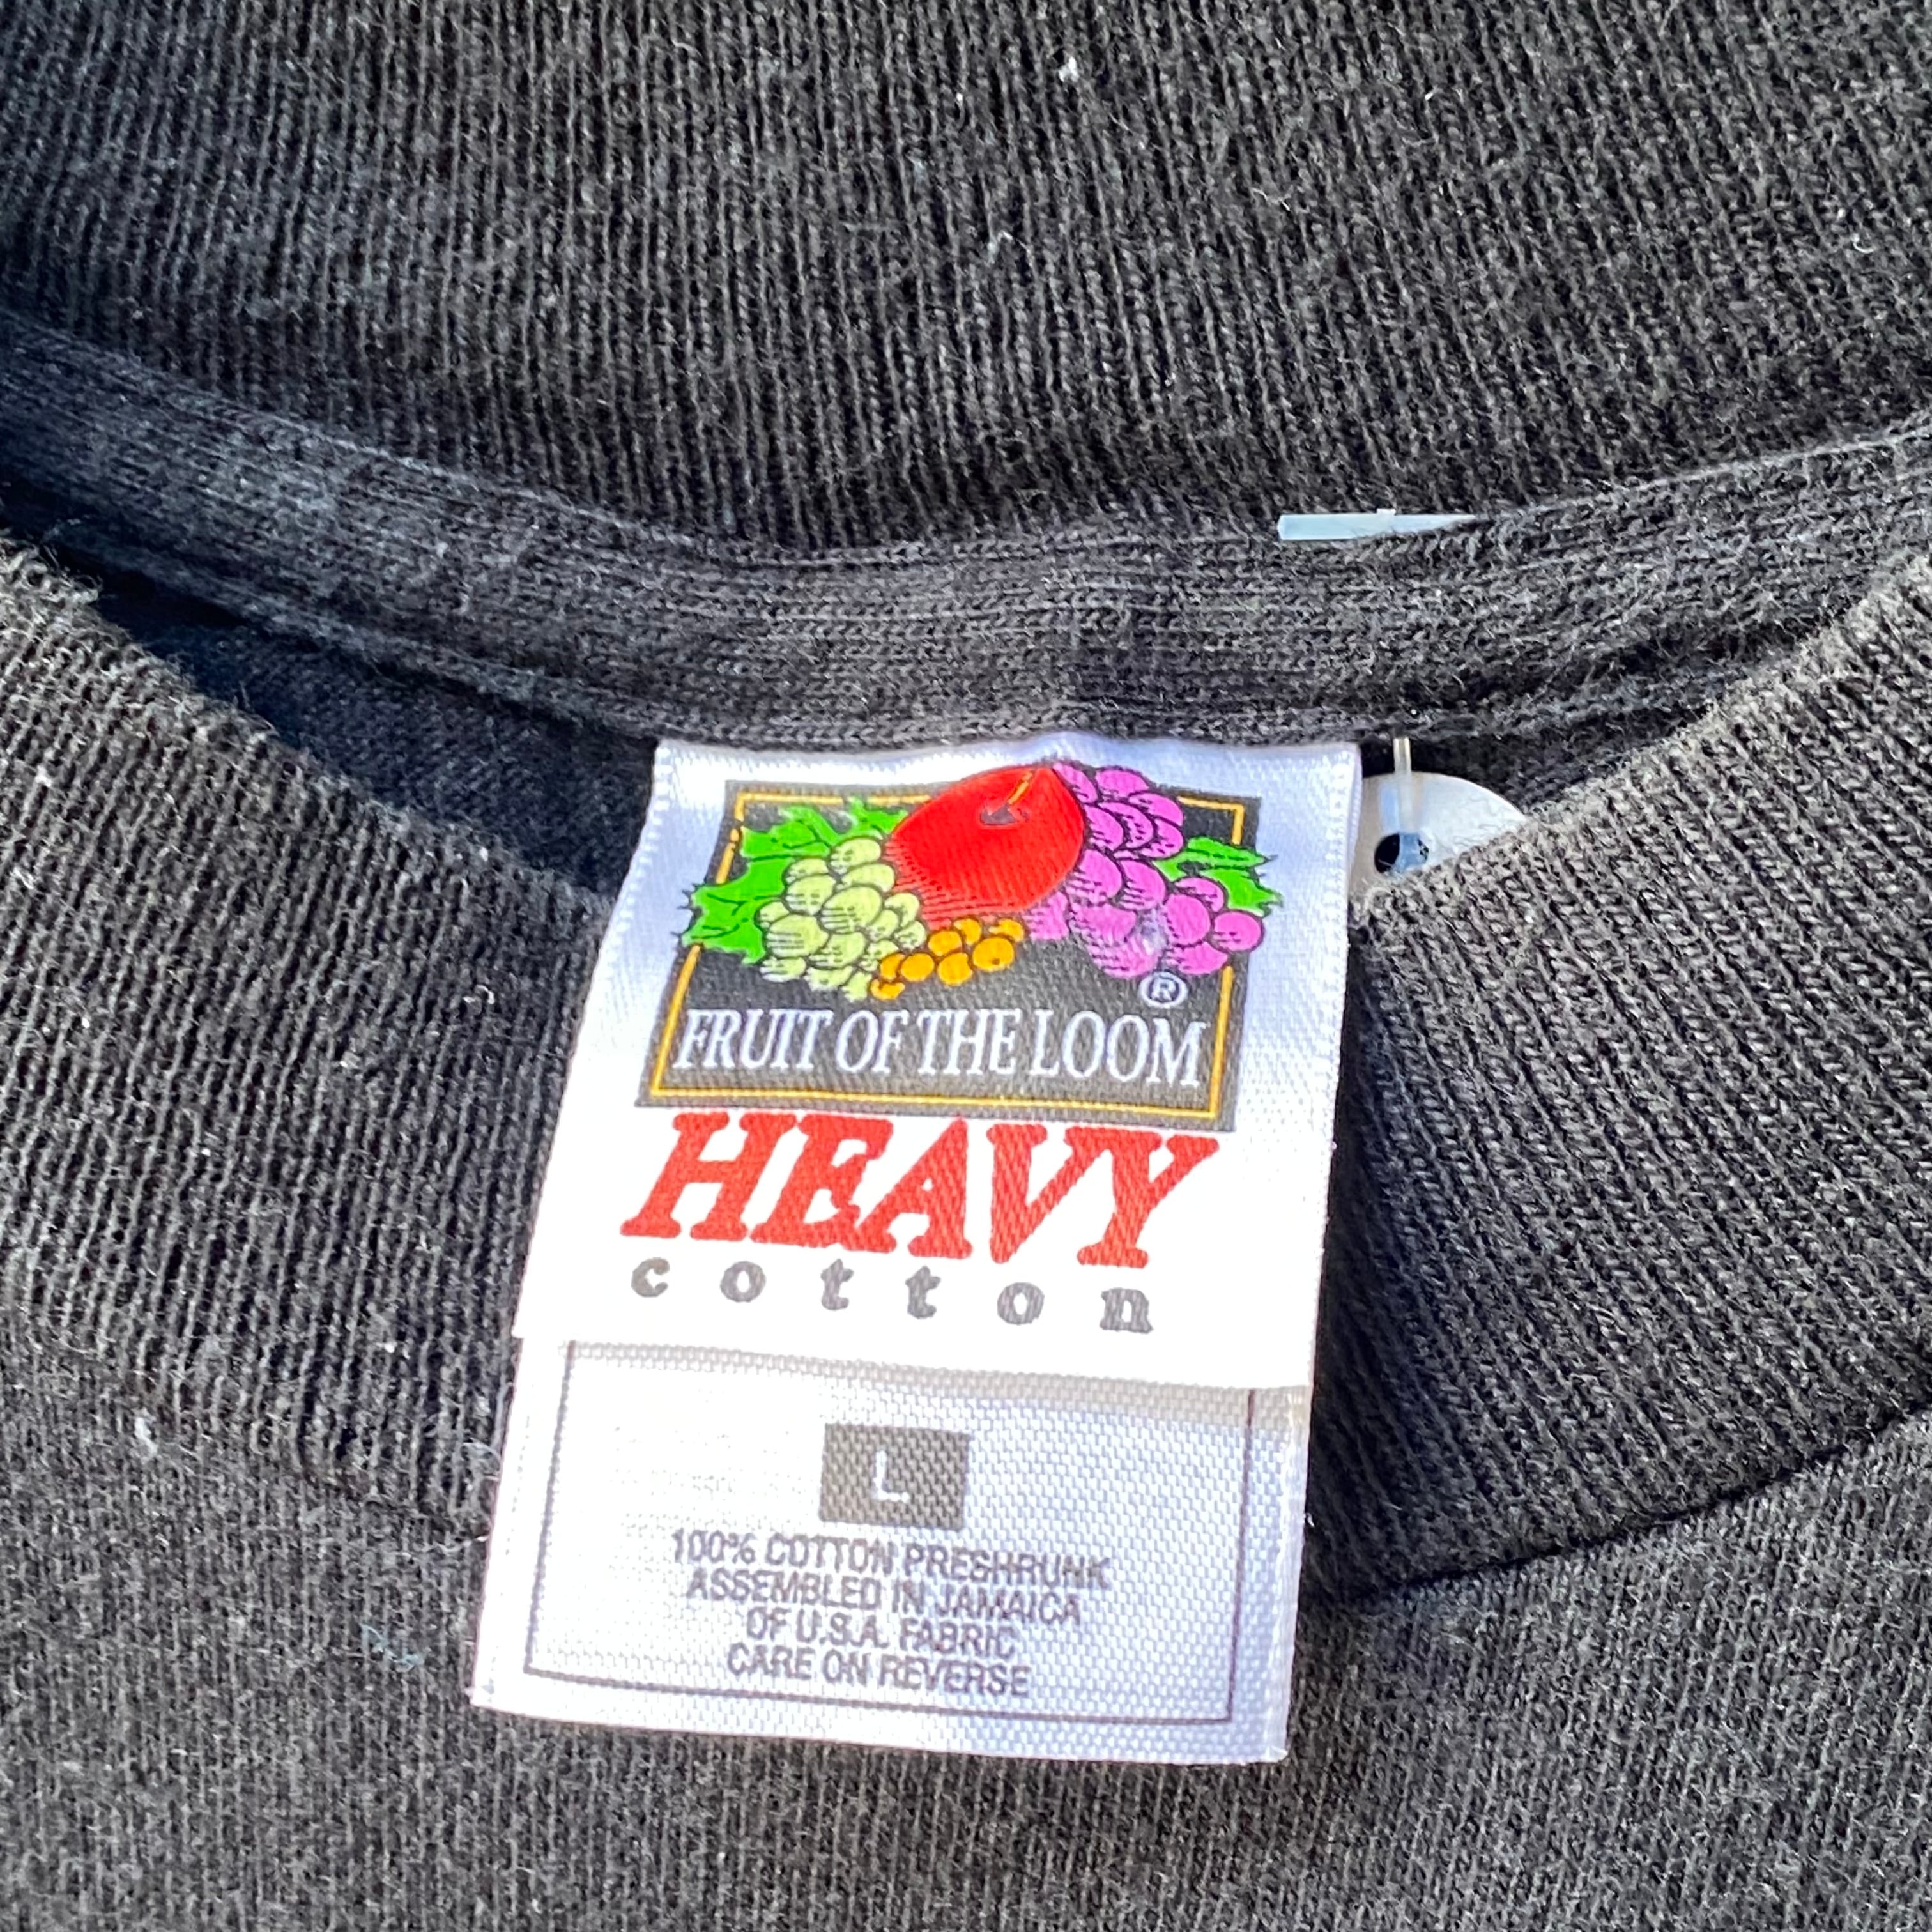 ®
FRUIT OF THE LOOM
HEAVY
cotton
L
100% COTTON PRESHRUNK
ASSEMBLED IN JAMAICA
OF U.S.A. FABRIC
CARE ON REVERSE